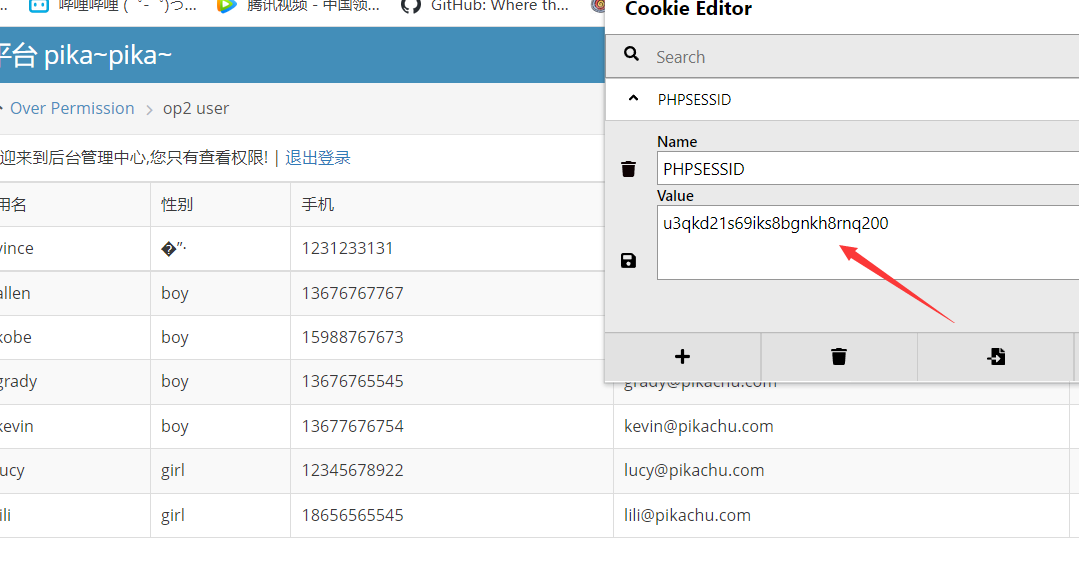 哔哩哔哩 (゜-゜)つ...
腾讯视频 - 中国领...
GitHub: Where th...
平台 pika~pika~
Over Permission > op2 user
迎来到后台管理中心,您只有查看权限! | 退出登录
用名 性别 手机
vince 1231233131
allen boy 13676767767
kobe boy 15988767673
grady boy 13676765545 grady@pikachu.com
kevin boy 13677676754 kevin@pikachu.com
lucy girl 12345678922 lucy@pikachu.com
lili girl 18656565545 lili@pikachu.com
Cookie Editor
Search
PHPSESSID
Name
PHPSESSID
Value
u3qkd21s69iks8bgnkh8rnq200